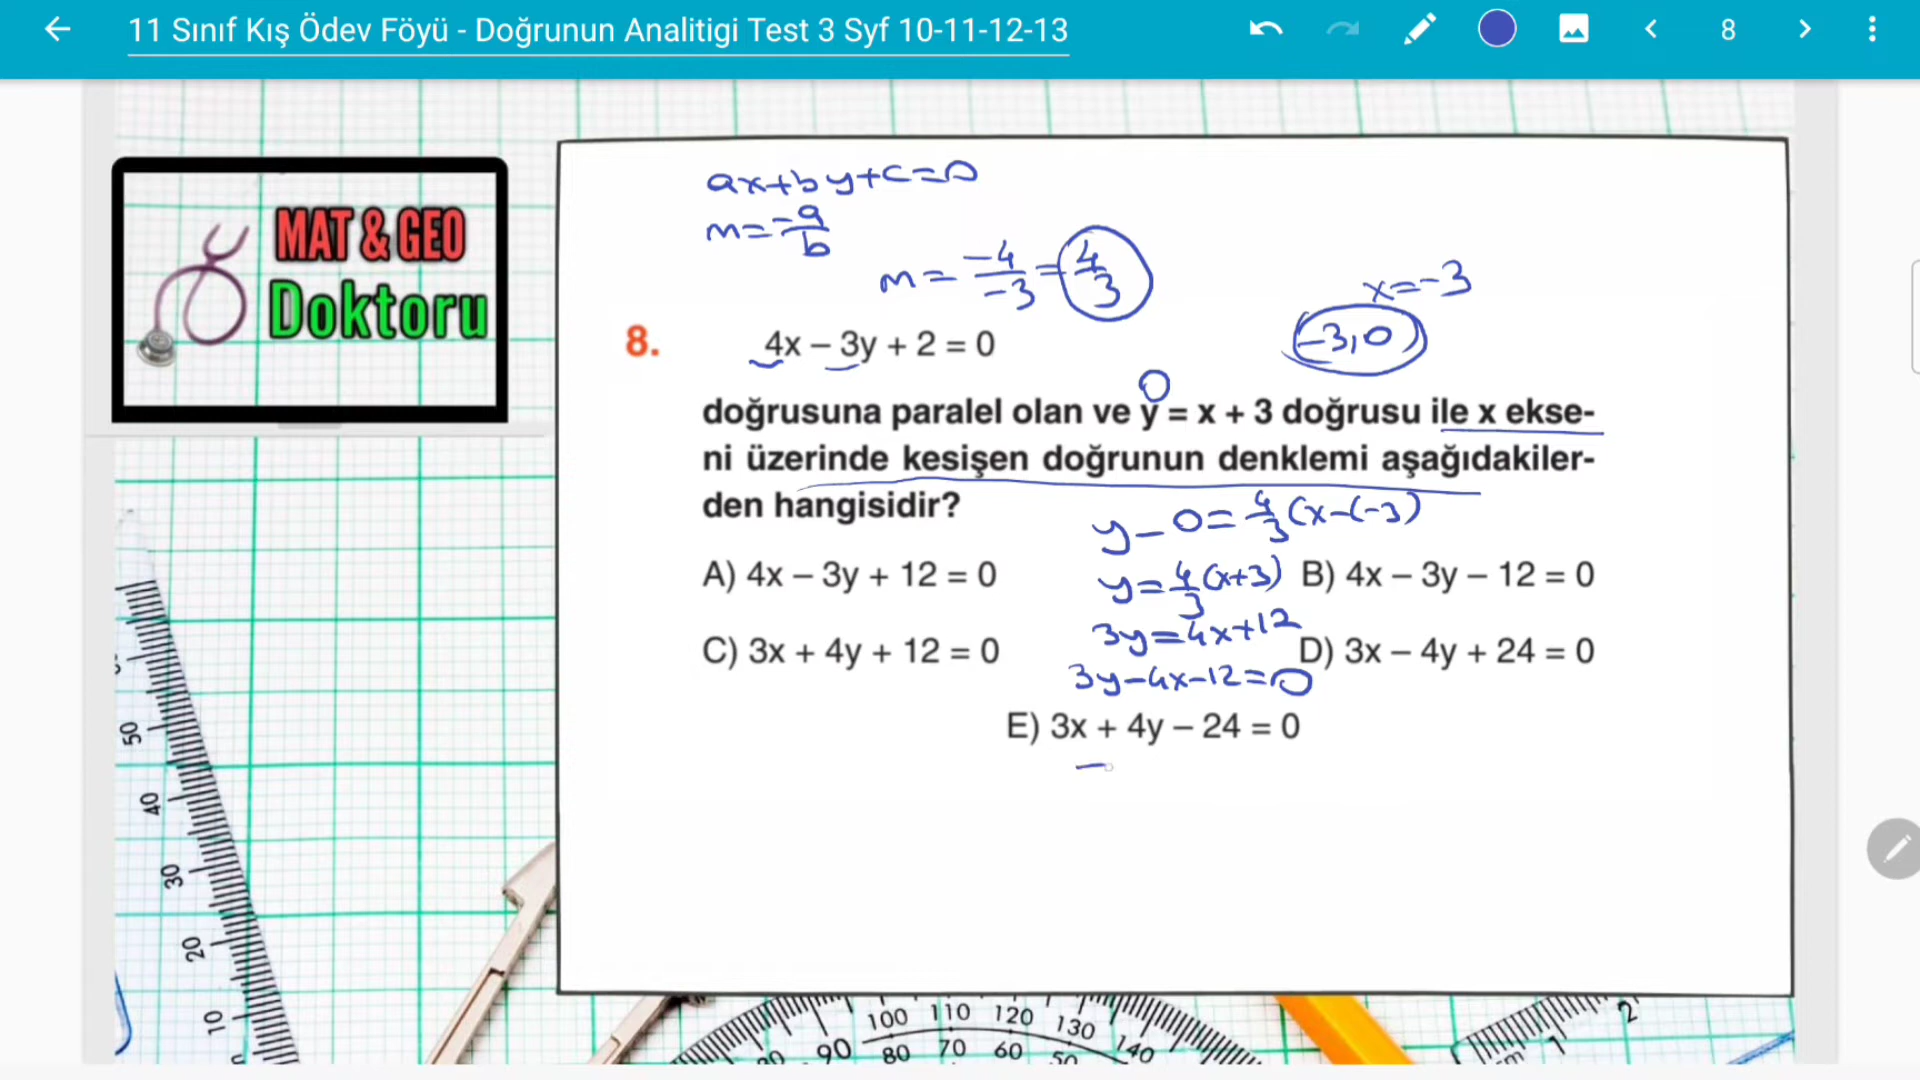 11 Sınıf Kış Ödev Föyü - Doğrunun Analitigi Test 3 Syf 10-11-12-13
8
MAT & GEO
Doktoru
ax+by+c=0
m=-a/b
m=-4/-3=4/3
x=-3
(-3,0)
8.
4x – 3y + 2 = 0
0
doğrusuna paralel olan ve y = x + 3 doğrusu ile x ekse-
ni üzerinde kesişen doğrunun denklemi aşağıdakiler-
den hangisidir?
y-0=4/3(x-(-3)
A) 4x – 3y + 12 = 0
y=4/3(x+3)
B) 4x – 3y – 12 = 0
3y=4x+12
C) 3x + 4y + 12 = 0
D) 3x – 4y + 24 = 0
3y-4x-12=0
E) 3x + 4y – 24 = 0
50
40
30
20
10
90 100 110 120 130 140
80 70 60 50
1 2